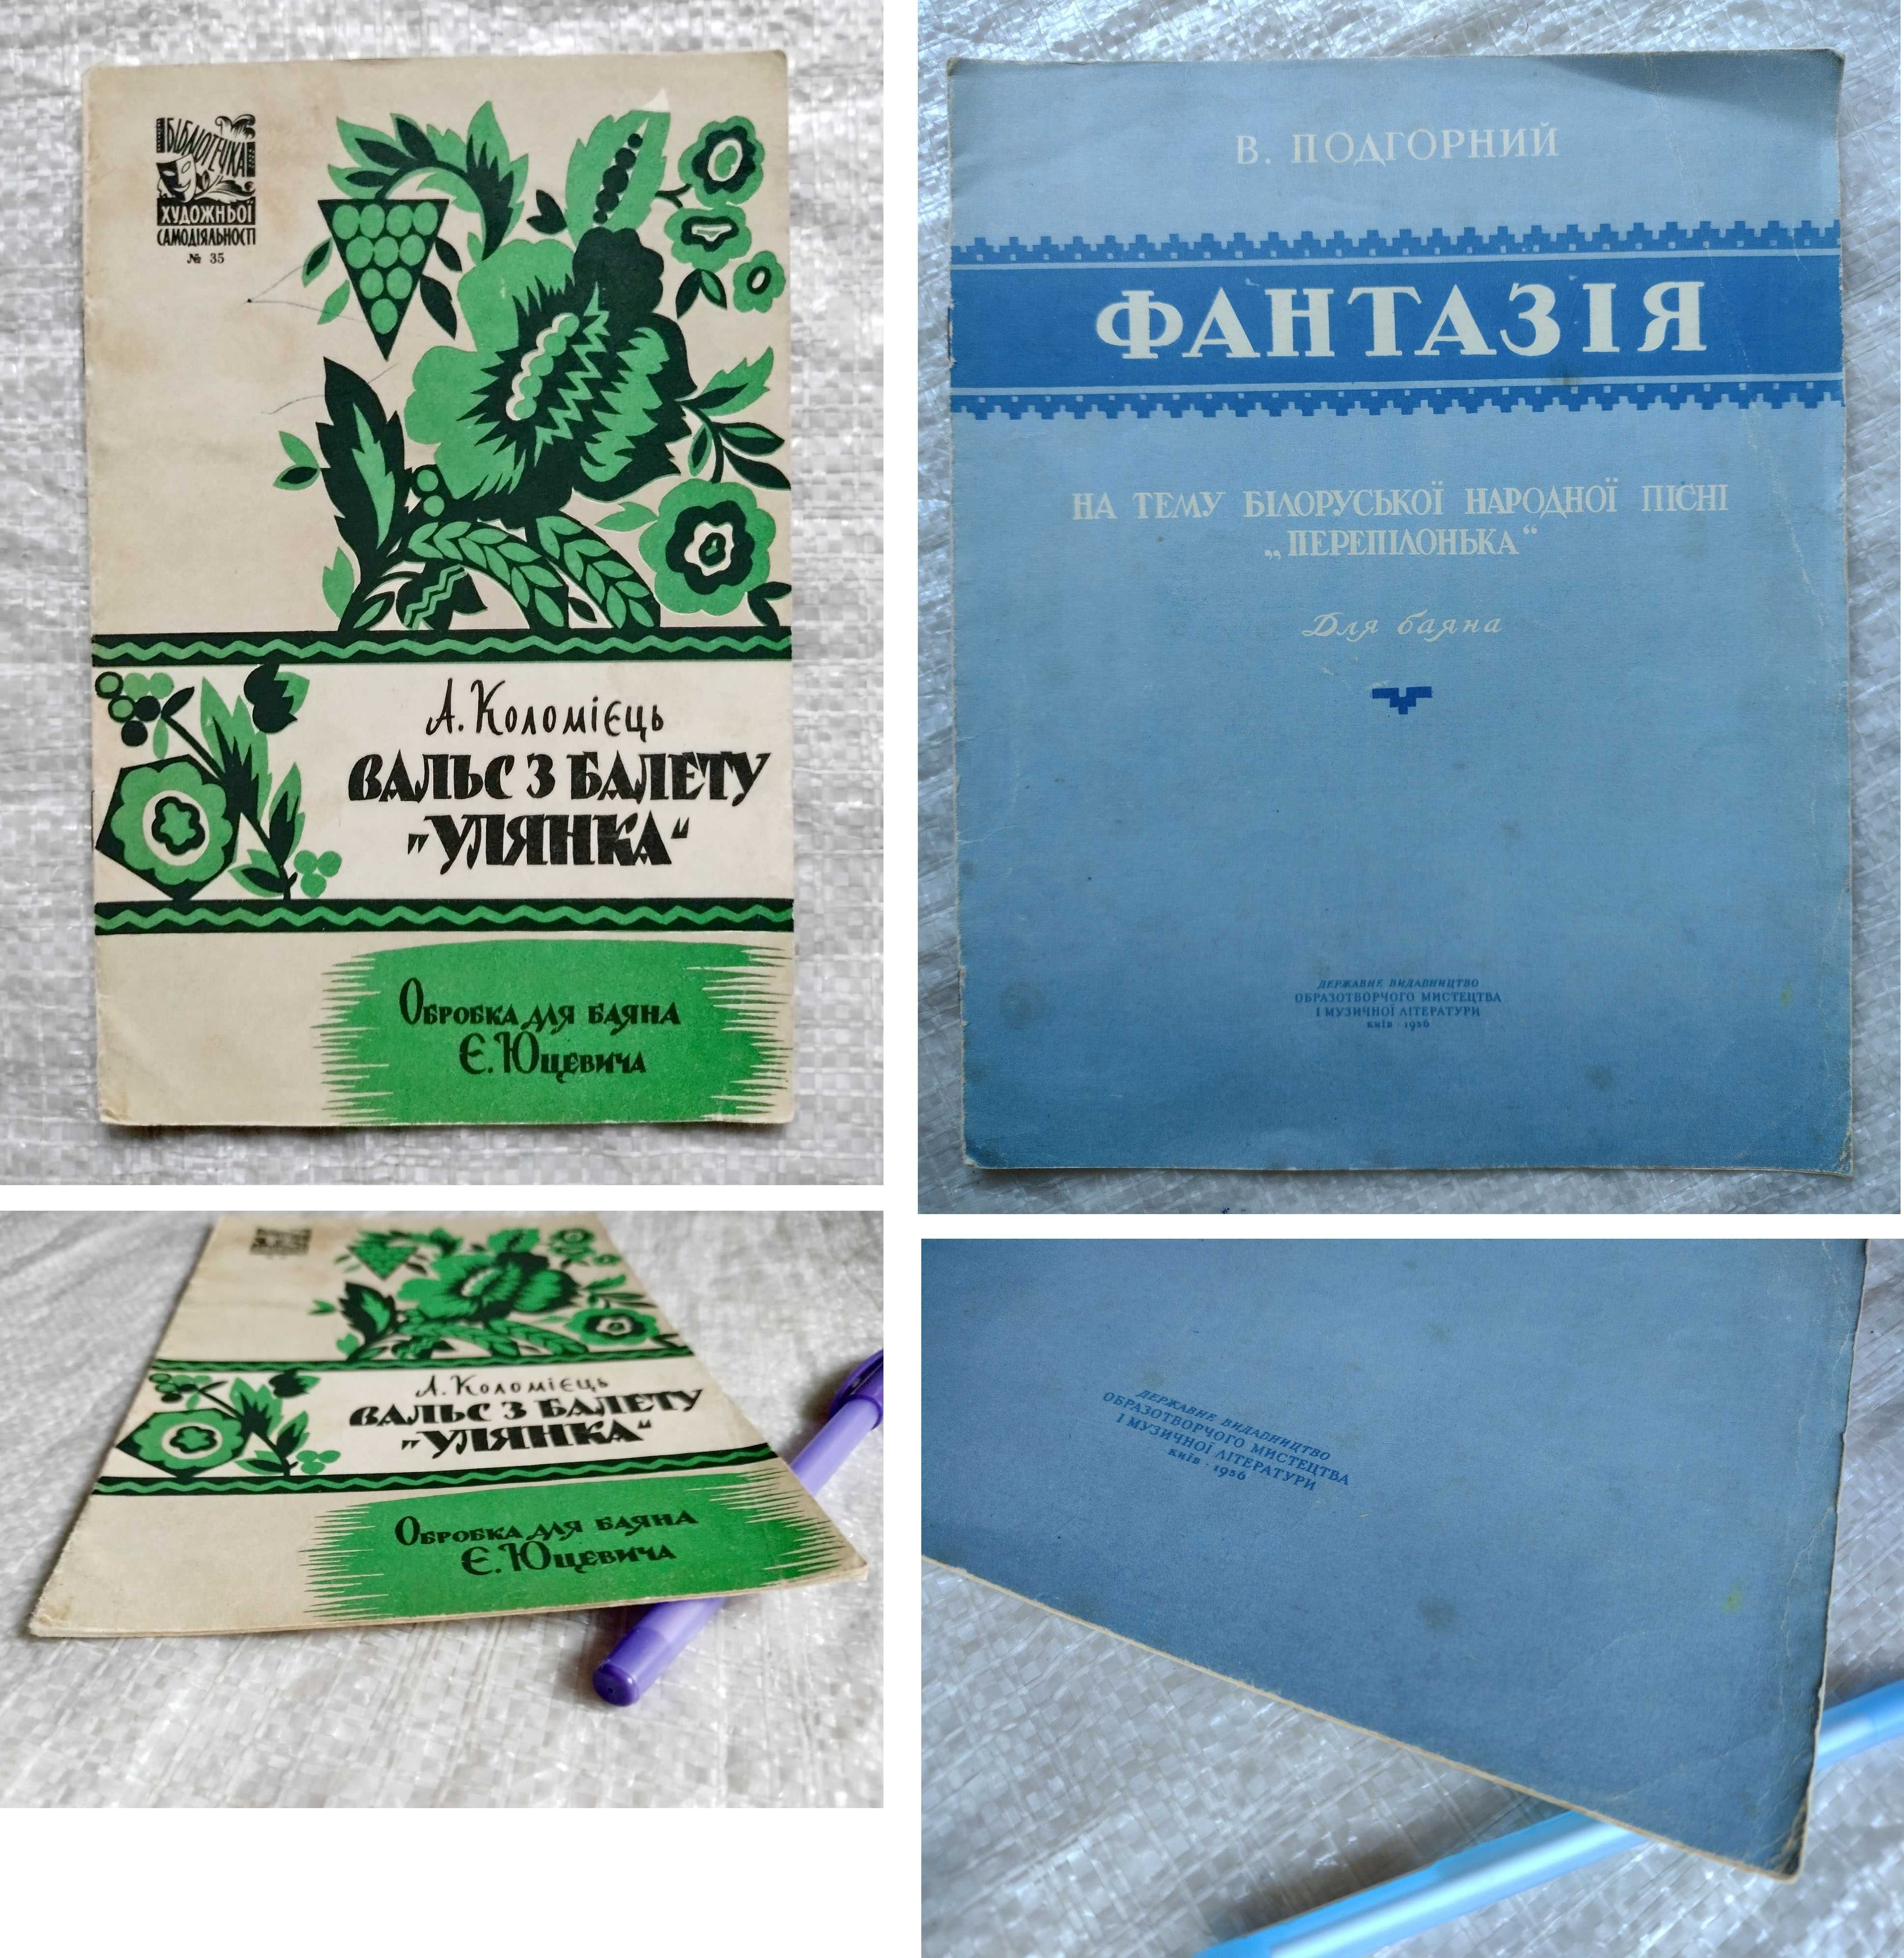 БІБЛІОТЕЧКА
ХУДОЖНЬОЇ
САМОДІЯЛЬНОСТІ
№ 35
А. Коломієць
ВАЛЬС З БАЛЕТУ
"УЛЯНКА"
ОБРОБКА ДЛЯ БАЯНА
Є. ЮЦЕВИЧА
В. ПОДГОРНИЙ
ФАНТАЗІЯ
НА ТЕМУ БІЛОРУСЬКОЇ НАРОДНОЇ ПІСНІ
„ПЕРЕПІЛОНЬКА“
Для баяна
ДЕРЖАВНЕ ВИДАВНИЦТВО
ОБРАЗОТВОРЧОГО МИСТЕЦТВА
І МУЗИЧНОЇ ЛІТЕРАТУРИ
КИЇВ - 1956
А. Коломієць
ВАЛЬС З БАЛЕТУ
"УЛЯНКА"
ОБРОБКА ДЛЯ БАЯНА
Є. ЮЦЕВИЧА
ДЕРЖАВНЕ ВИДАВНИЦТВО
ОБРАЗОТВОРЧОГО МИСТЕЦТВА
І МУЗИЧНОЇ ЛІТЕРАТУРИ
КИЇВ - 1956